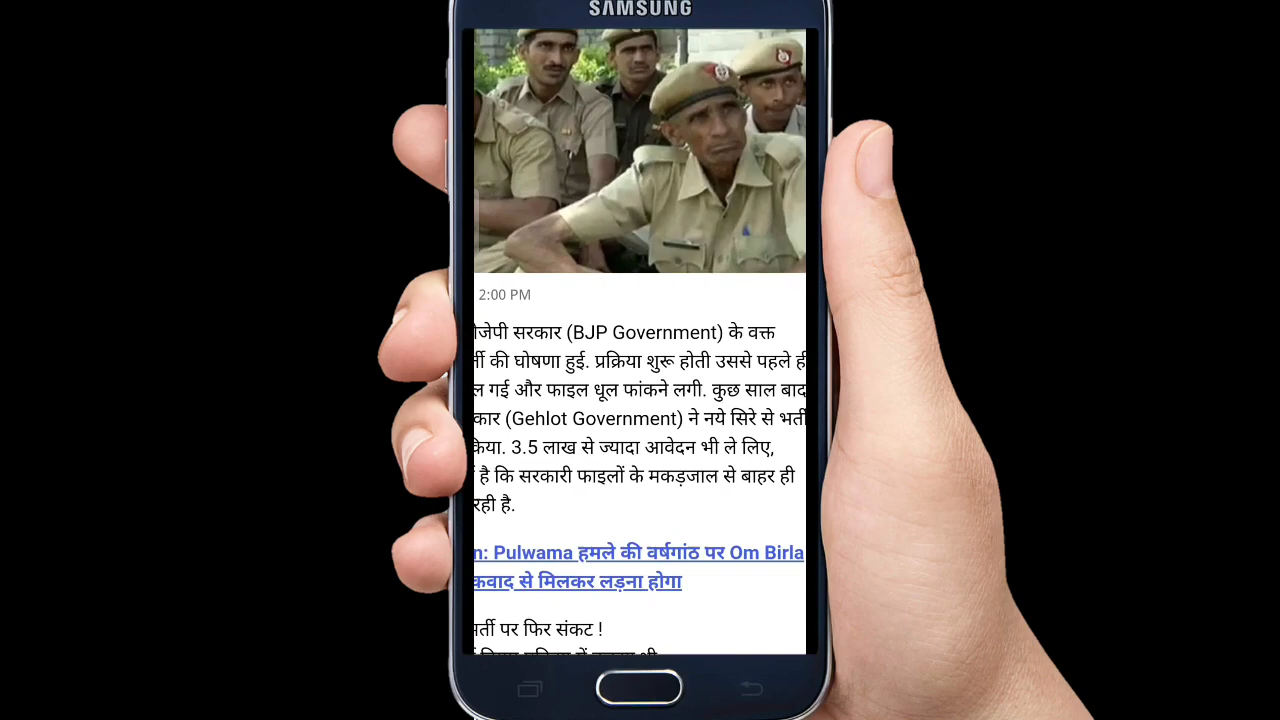 SAMSUNG
2:00 PM
सरकार (BJP Government) के वक्त
की घोषणा हुई. प्रक्रिया शुरू होती उससे पहले ही
गई और फाइल धूल फांकने लगी. कुछ साल बाद
(Gehlot Government) ने नये सिरे से भर्ती
3.5 लाख से ज्यादा आवेदन भी ले लिए,
है कि सरकारी फाइलों के मकड़जाल से बाहर ही
रही है.
Pulwama हमले की वर्षगांठ पर Om Birla
से मिलकर लड़ना होगा
पर फिर संकट !